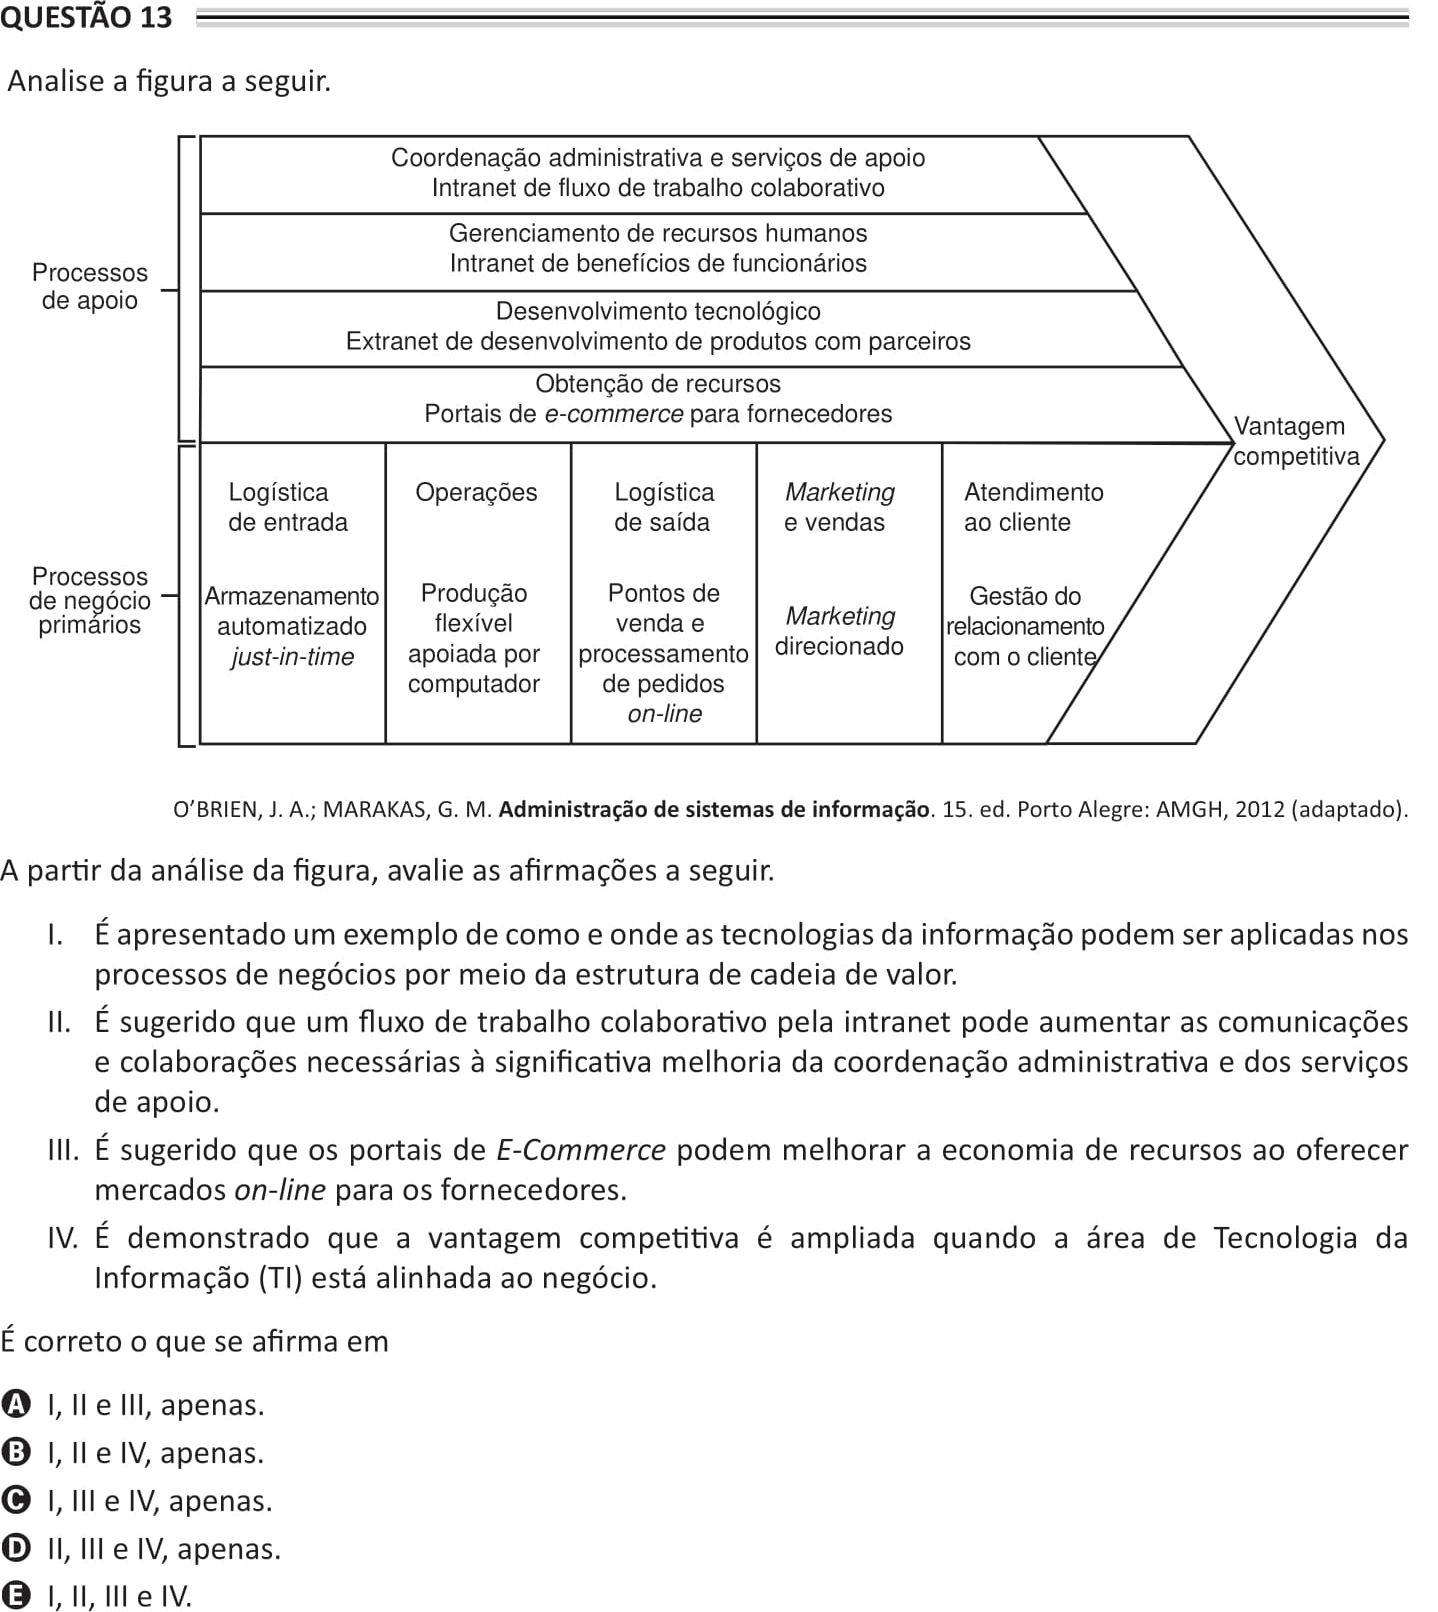 QUESTÃO 13
Analise a figura a seguir.
Coordenação administrativa e serviços de apoio
Intranet de fluxo de trabalho colaborativo
Gerenciamento de recursos humanos
Intranet de benefícios de funcionários
Processos
de apoio
Desenvolvimento tecnológico
Extranet de desenvolvimento de produtos com parceiros
Obtenção de recursos
Portais de e-commerce para fornecedores
Vantagem
competitiva
Processos
de negócio
primários
Logística
de entrada
Armazenamento
automatizado
just-in-time
Operações
Produção
flexível
apoiada por
computador
Logística
de saída
Pontos de
venda e
processamento
de pedidos
on-line
Marketing
e vendas
Marketing
direcionado
Atendimento
ao cliente
Gestão do
relacionamento
com o cliente
O’BRIEN, J. A.; MARAKAS, G. M. Administração de sistemas de informação. 15. ed. Porto Alegre: AMGH, 2012 (adaptado).
A partir da análise da figura, avalie as afirmações a seguir.
I. É apresentado um exemplo de como e onde as tecnologias da informação podem ser aplicadas nos
processos de negócios por meio da estrutura de cadeia de valor.
II. É sugerido que um fluxo de trabalho colaborativo pela intranet pode aumentar as comunicações
e colaborações necessárias à significativa melhoria da coordenação administrativa e dos serviços
de apoio.
III. É sugerido que os portais de E-Commerce podem melhorar a economia de recursos ao oferecer
mercados on-line para os fornecedores.
IV. É demonstrado que a vantagem competitiva é ampliada quando a área de Tecnologia da
Informação (TI) está alinhada ao negócio.
É correto o que se afirma em
A I, II e III, apenas.
B I, II e IV, apenas.
C I, III e IV, apenas.
D II, III e IV, apenas.
E I, II, III e IV.